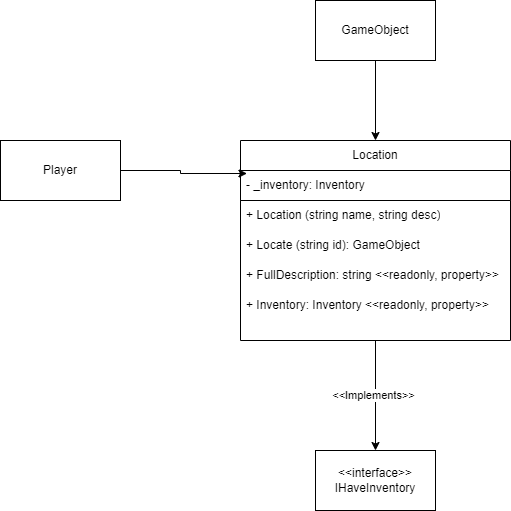 GameObject
Player
Location
- _inventory: Inventory
+ Location (string name, string desc)
+ Locate (string id): GameObject
+ FullDescription: string <<readonly, property>>
+ Inventory: Inventory <<readonly, property>>
<<Implements>>
<<interface>>
IHaveInventory